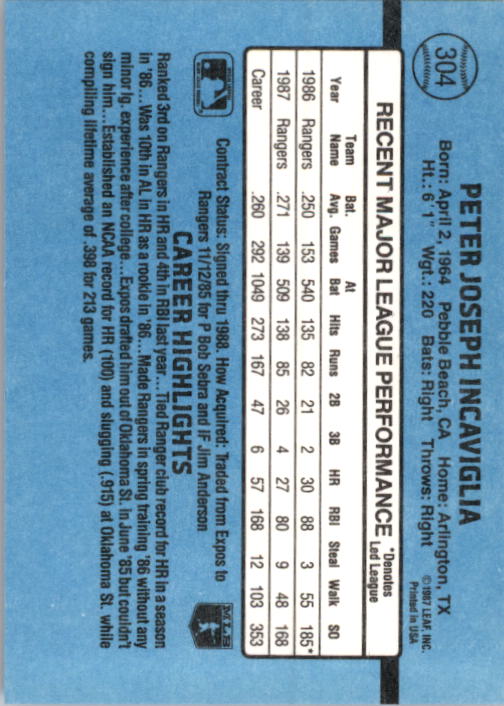 304
PETER JOSEPH INCAVIGLIA
Born: April 2, 1964 Pebble Beach, CA Home: Arlington, TX
Ht.: 6'1" Wgt.: 220 Bats: Right Throws: Right
©1987 LEAF, INC.
Printed in USA
RECENT MAJOR LEAGUE PERFORMANCE
*Denotes
Led League
Year Team Name Bat. Avg. Games At Bat Hits Runs 2B 3B HR RBI Steal Walk SO
1986 Rangers .250 153 540 135 82 21 2 30 88 3 55 185*
1987 Rangers .271 139 509 138 85 26 4 27 80 9 48 168
Career .260 292 1049 273 167 47 6 57 168 12 103 353
Contract Status: Signed thru 1988. How Acquired: Traded from Expos to
Rangers 11/12/85 for P Bob Sebra and IF Jim Anderson
MLB
CAREER HIGHLIGHTS
Ranked 3rd on Rangers in HR and 4th in RBI last year...Tied Ranger club record for HR in a season
in '86...Was 10th in AL in HR as a rookie in '86...Made Rangers in spring training '86 without any
minor lg. experience after college...Expos drafted him out of Oklahoma St. in June '85 but couldn't
sign him...Established an NCAA record for HR (100) and slugging (.915) at Oklahoma St. while
compiling lifetime average of .398 for 213 games.